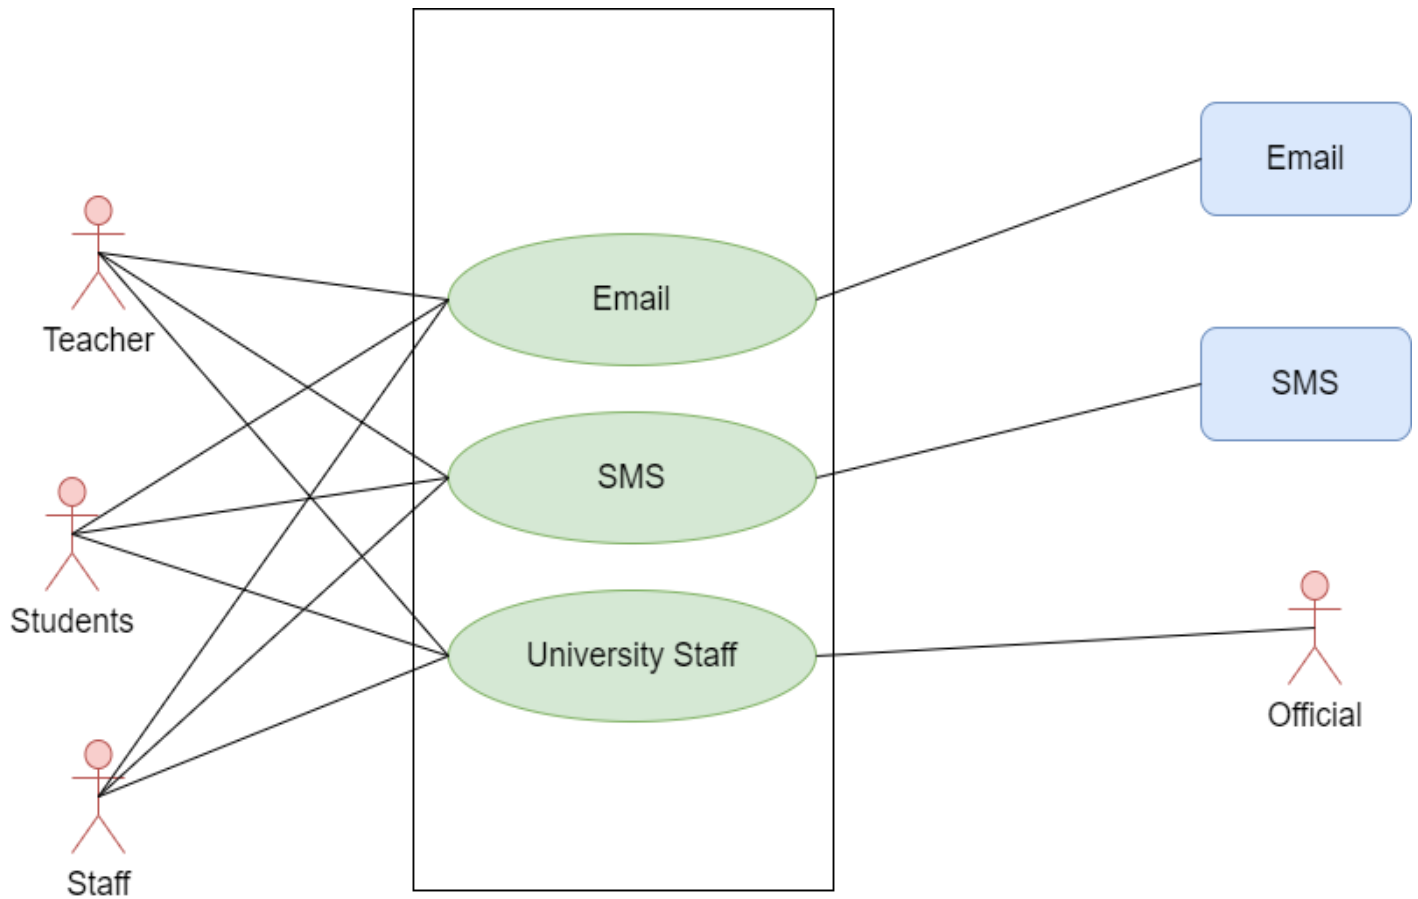 Teacher
Students
Staff
Email
SMS
University Staff
Email
SMS
Official